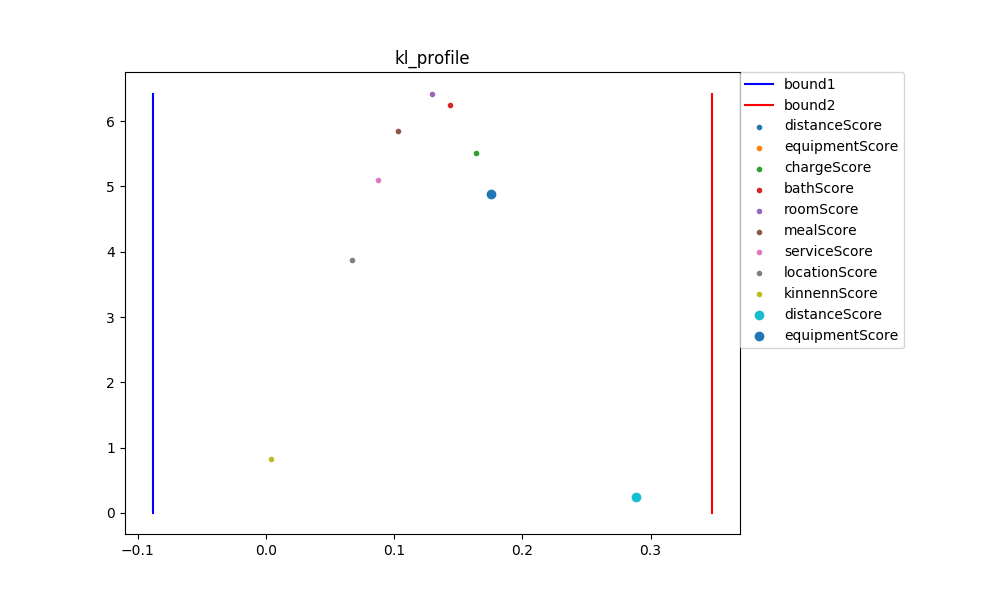 kl_profile
bound1
bound2
distanceScore
equipmentScore
chargeScore
bathScore
roomScore
mealScore
serviceScore
locationScore
kinnennScore
distanceScore
equipmentScore
6
5
4
3
2
1
0
−0.1
0.0
0.1
0.2
0.3